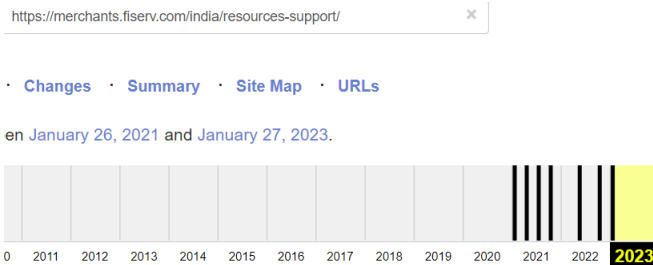 https://merchants.fiserv.com/india/resources-support/ ×
· Changes · Summary · Site Map · URLs
en January 26, 2021 and January 27, 2023.
0 2011 2012 2013 2014 2015 2016 2017 2018 2019 2020 2021 2022 2023